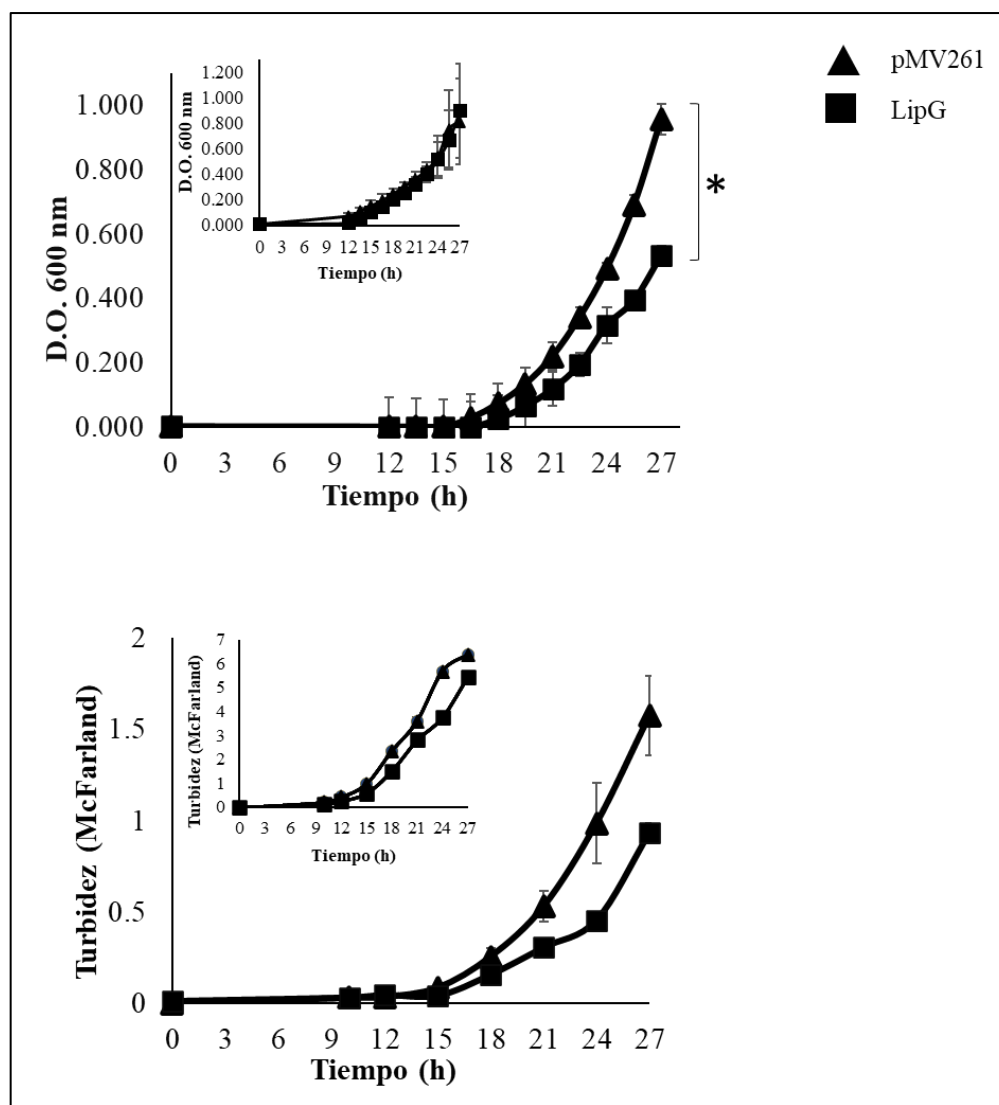 pMV261
LipG
D.O. 600 nm
1.000
0.800
0.600
0.400
0.200
0.000
0 3 6 9 12 15 18 21 24 27
Tiempo (h)
*
D.O. 600 nm
1.200
1.000
0.800
0.600
0.400
0.200
0.000
0 3 6 9 12 15 18 21 24 27
Tiempo (h)
Turbidez (McFarland)
2
1.5
1
0.5
0
0 3 6 9 12 15 18 21 24 27
Tiempo (h)
Turbidez (McFarland)
7
6
5
4
3
2
1
0
0 3 6 9 12 15 18 21 24 27
Tiempo (h)